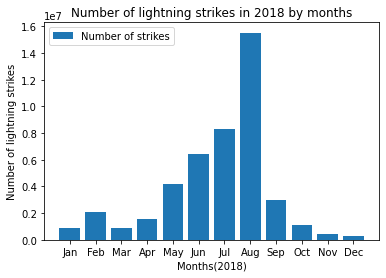 Number of lightning strikes in 2018 by months
1e7
Number of strikes
1.6
1.4
1.2
1.0
0.8
0.6
0.4
0.2
0.0
Number of lightning strikes
Jan Feb Mar Apr May Jun Jul Aug Sep Oct Nov Dec
Months(2018)